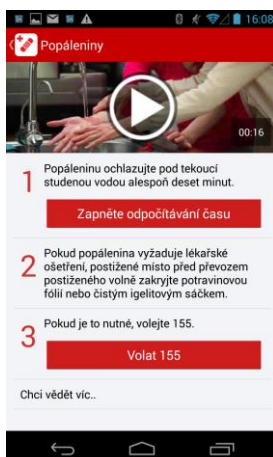 16:08
Popáleniny
00:16
1
Popáleninu ochlazujte pod tekoucí
studenou vodou alespoň deset minut.
Zapněte odpočítávání času
2
Pokud popálenina vyžaduje lékařské
ošetření, postižené místo před převozem
postiženého volně zakryjte potravinovou
fólií nebo čistým igelitovým sáčkem.
3
Pokud je to nutné, volejte 155.
Volat 155
Chci vědět víc..